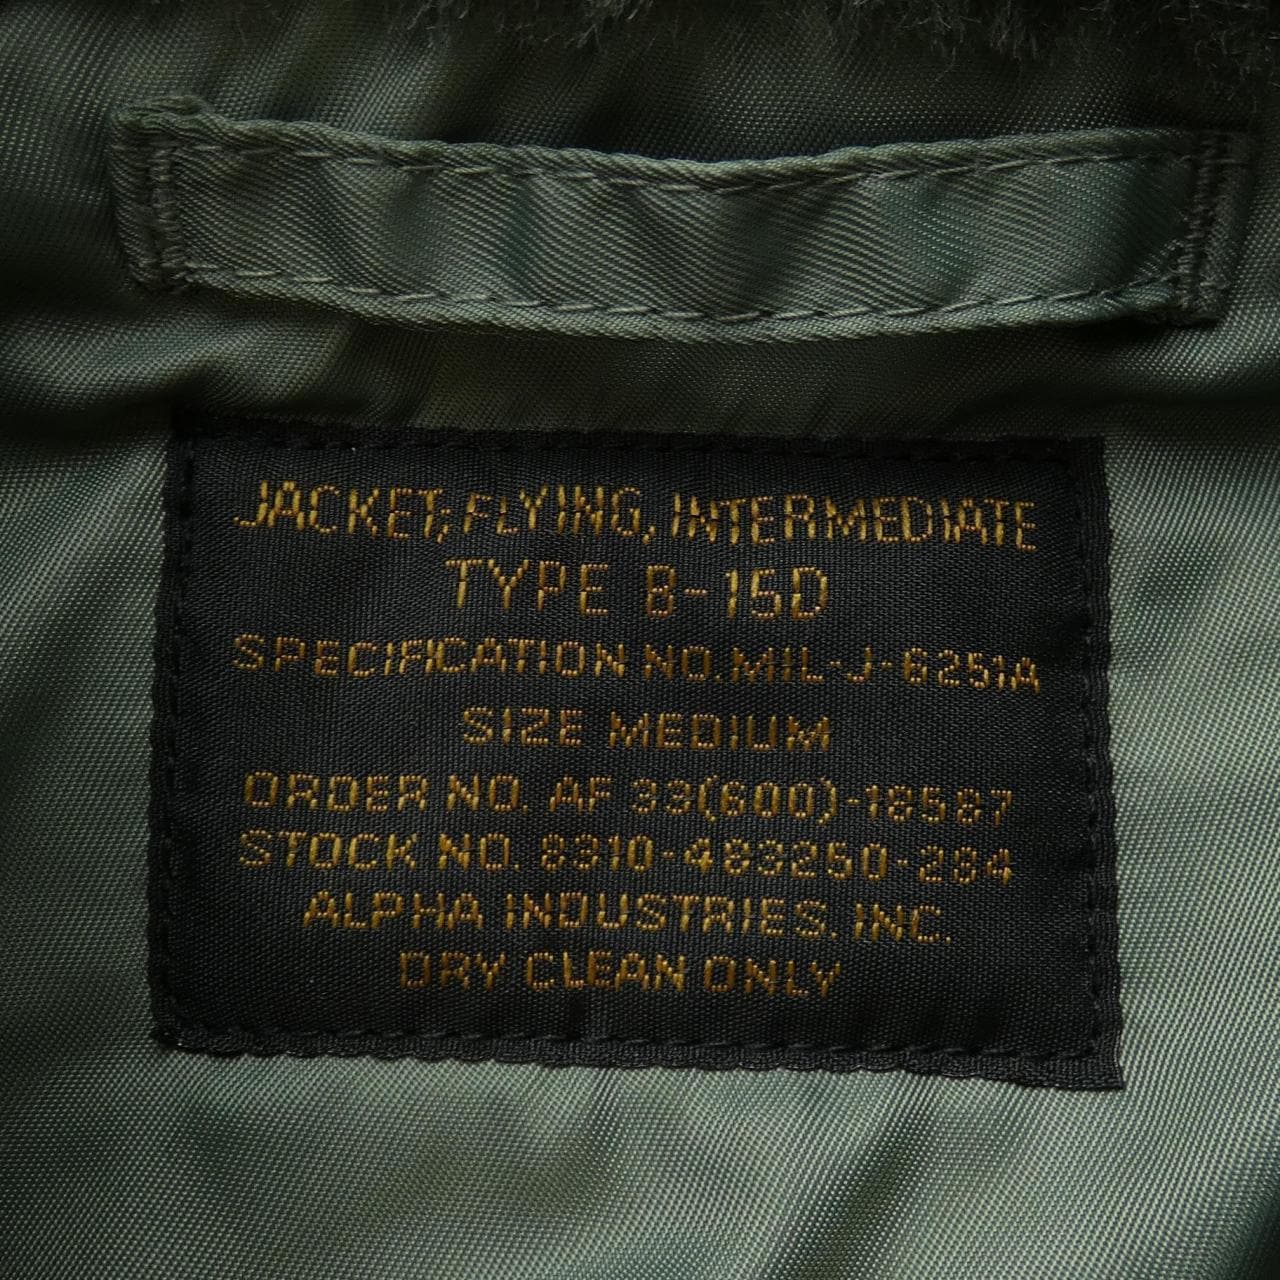 JACKET; FLYING, INTERMEDIATE
TYPE B-15D
SPECIFICATION NO. MIL-J-6251A
SIZE MEDIUM
ORDER NO. AF 33(600)-18587
STOCK NO. 8310-483250-284
ALPHA INDUSTRIES. INC.
DRY CLEAN ONLY